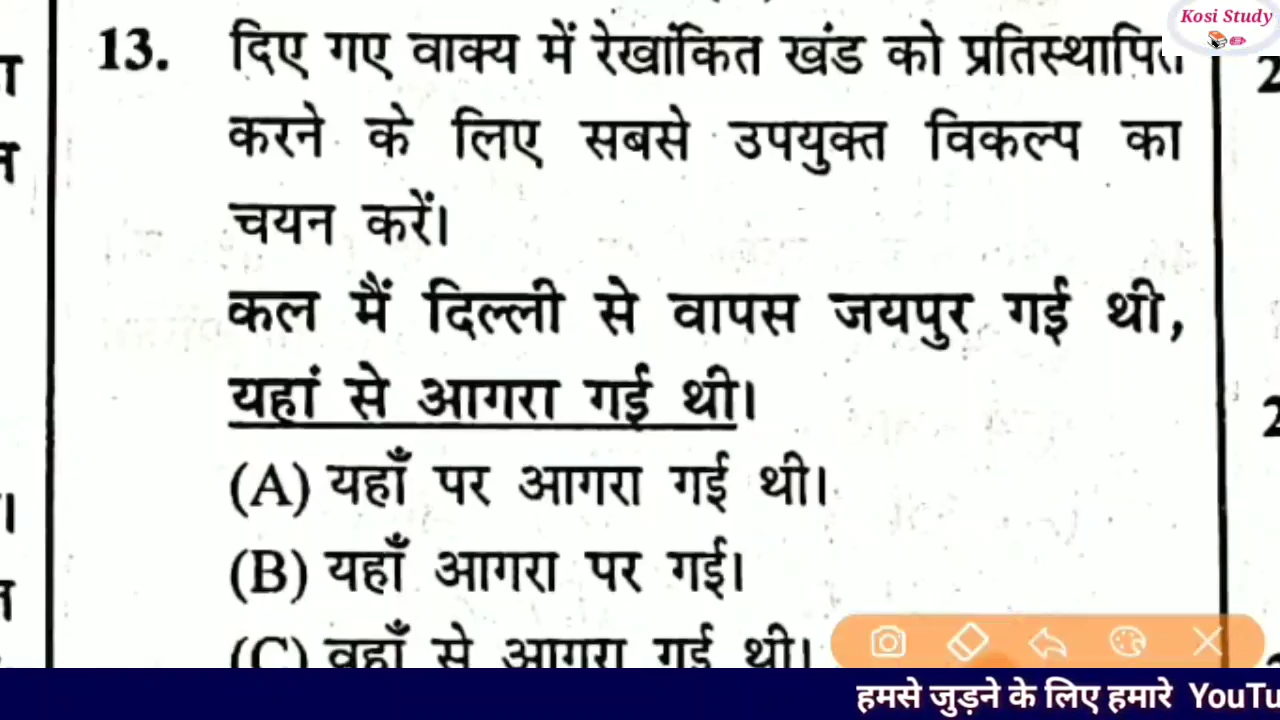 Kosi Study
13. दिए गए वाक्य में रेखांकित खंड को प्रतिस्थापित
करने के लिए सबसे उपयुक्त विकल्प का
चयन करें।
कल मैं दिल्ली से वापस जयपुर गई थी,
यहां से आगरा गई थी।
(A) यहाँ पर आगरा गई थी।
(B) यहाँ आगरा पर गई।
(C) वहाँ से आगरा गई थी।
हमसे जुड़ने के लिए हमारे YouTu